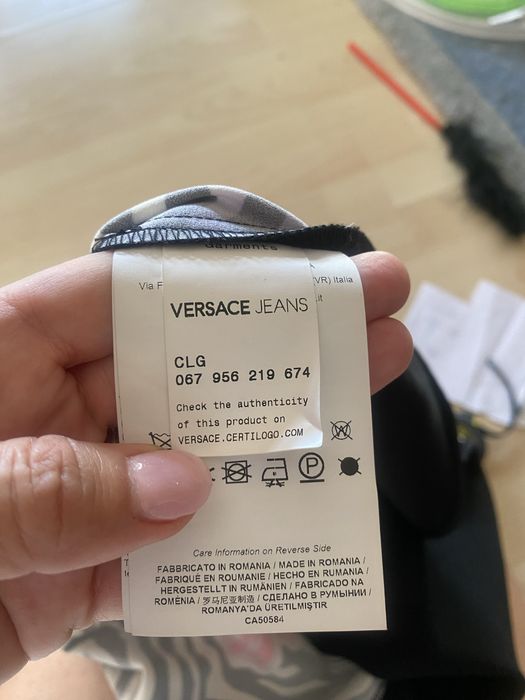 Garments
Via F
(VR) Italia
.it
VERSACE JEANS
CLG
067 956 219 674
Check the authenticity
of this product on
VERSACE.CERTILOGO.COM
P
Care Information on Reverse Side
FABBRICATO IN ROMANIA / MADE IN ROMANIA /
FABRIQUÉ EN ROUMANIE / HECHO EN RUMANIA /
HERGESTELLT IN RUMÄNIEN / FABRICADO NA
ROMÉNIA / 罗马尼亚制造 / СДЕЛАНО В РУМЫНИИ /
ROMANYA'DA ÜRETILMIŞTIR
CA50584